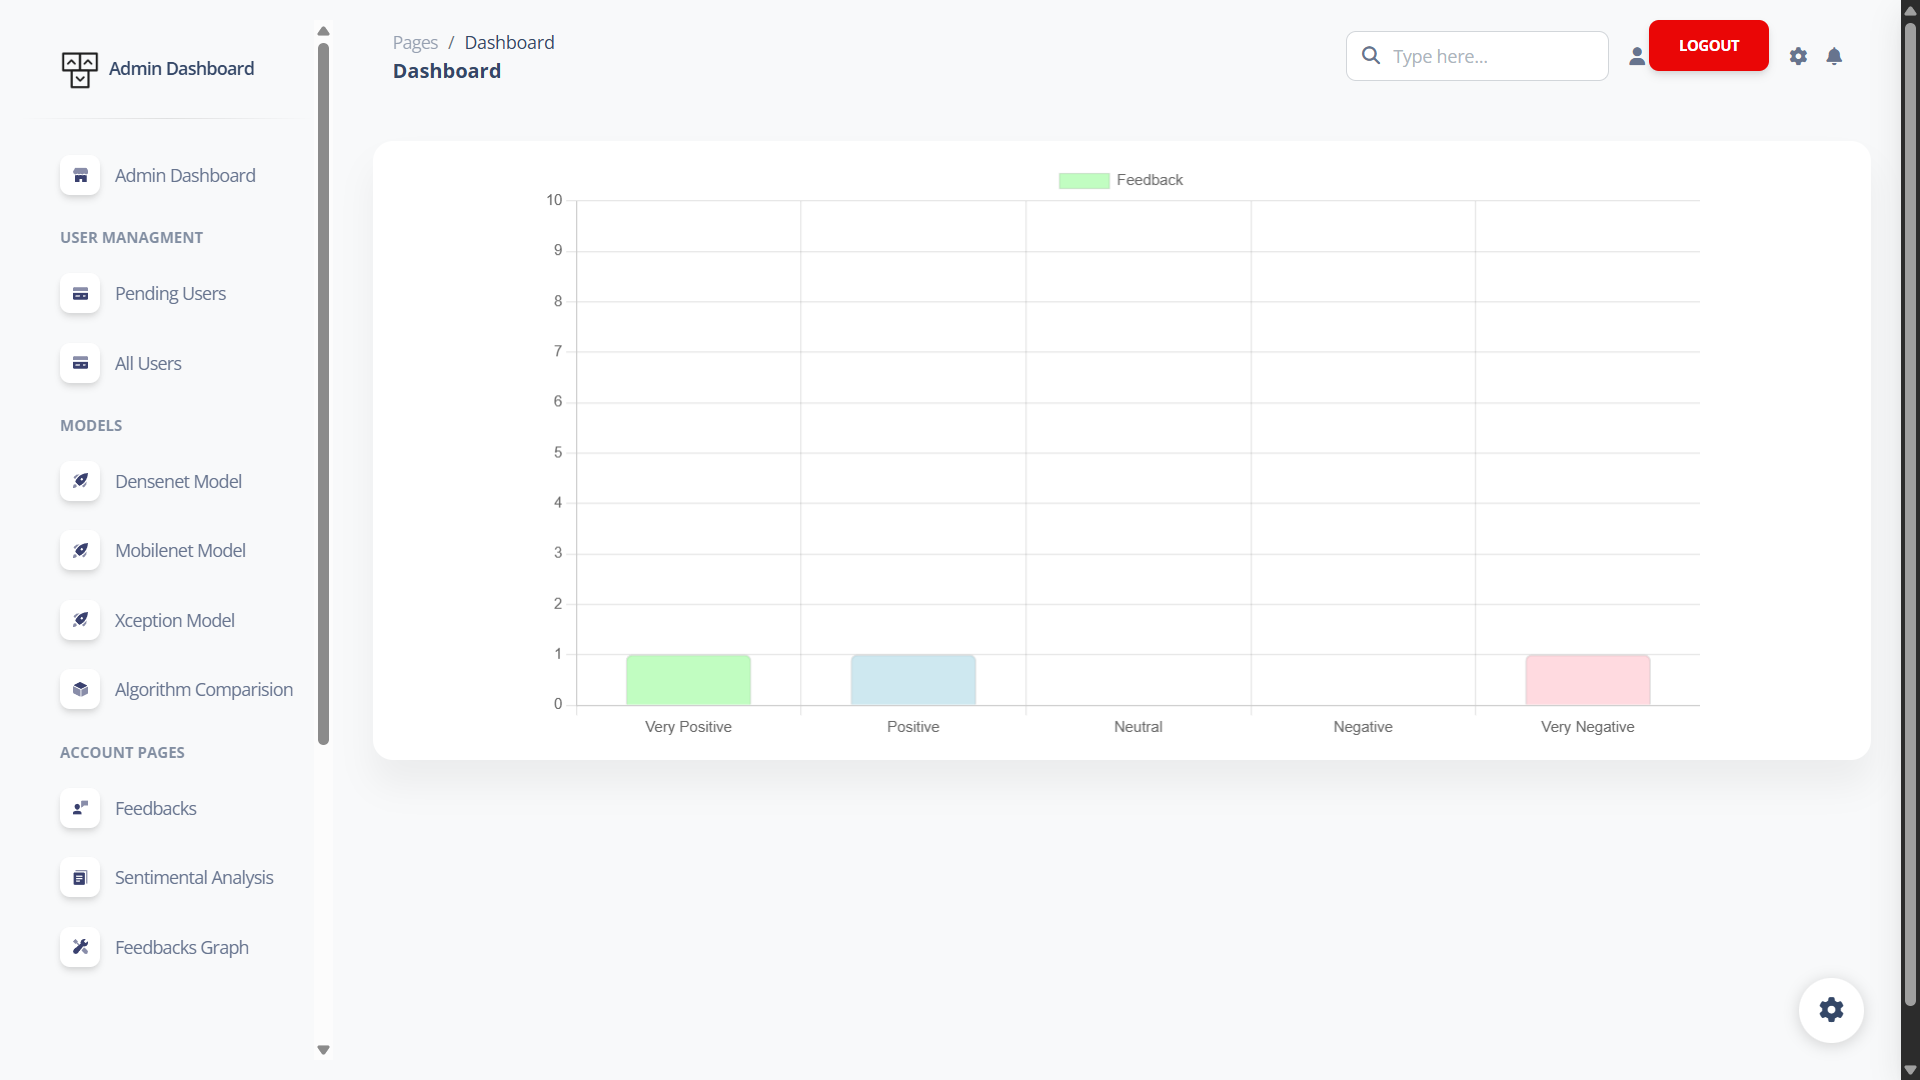 Admin Dashboard
Admin Dashboard
USER MANAGMENT
Pending Users
All Users
MODELS
Densenet Model
Mobilenet Model
Xception Model
Algorithm Comparision
ACCOUNT PAGES
Feedbacks
Sentimental Analysis
Feedbacks Graph
Pages / Dashboard
Dashboard
Type here...
LOGOUT
Feedback
10
9
8
7
6
5
4
3
2
1
0
Very Positive Positive Neutral Negative Very Negative